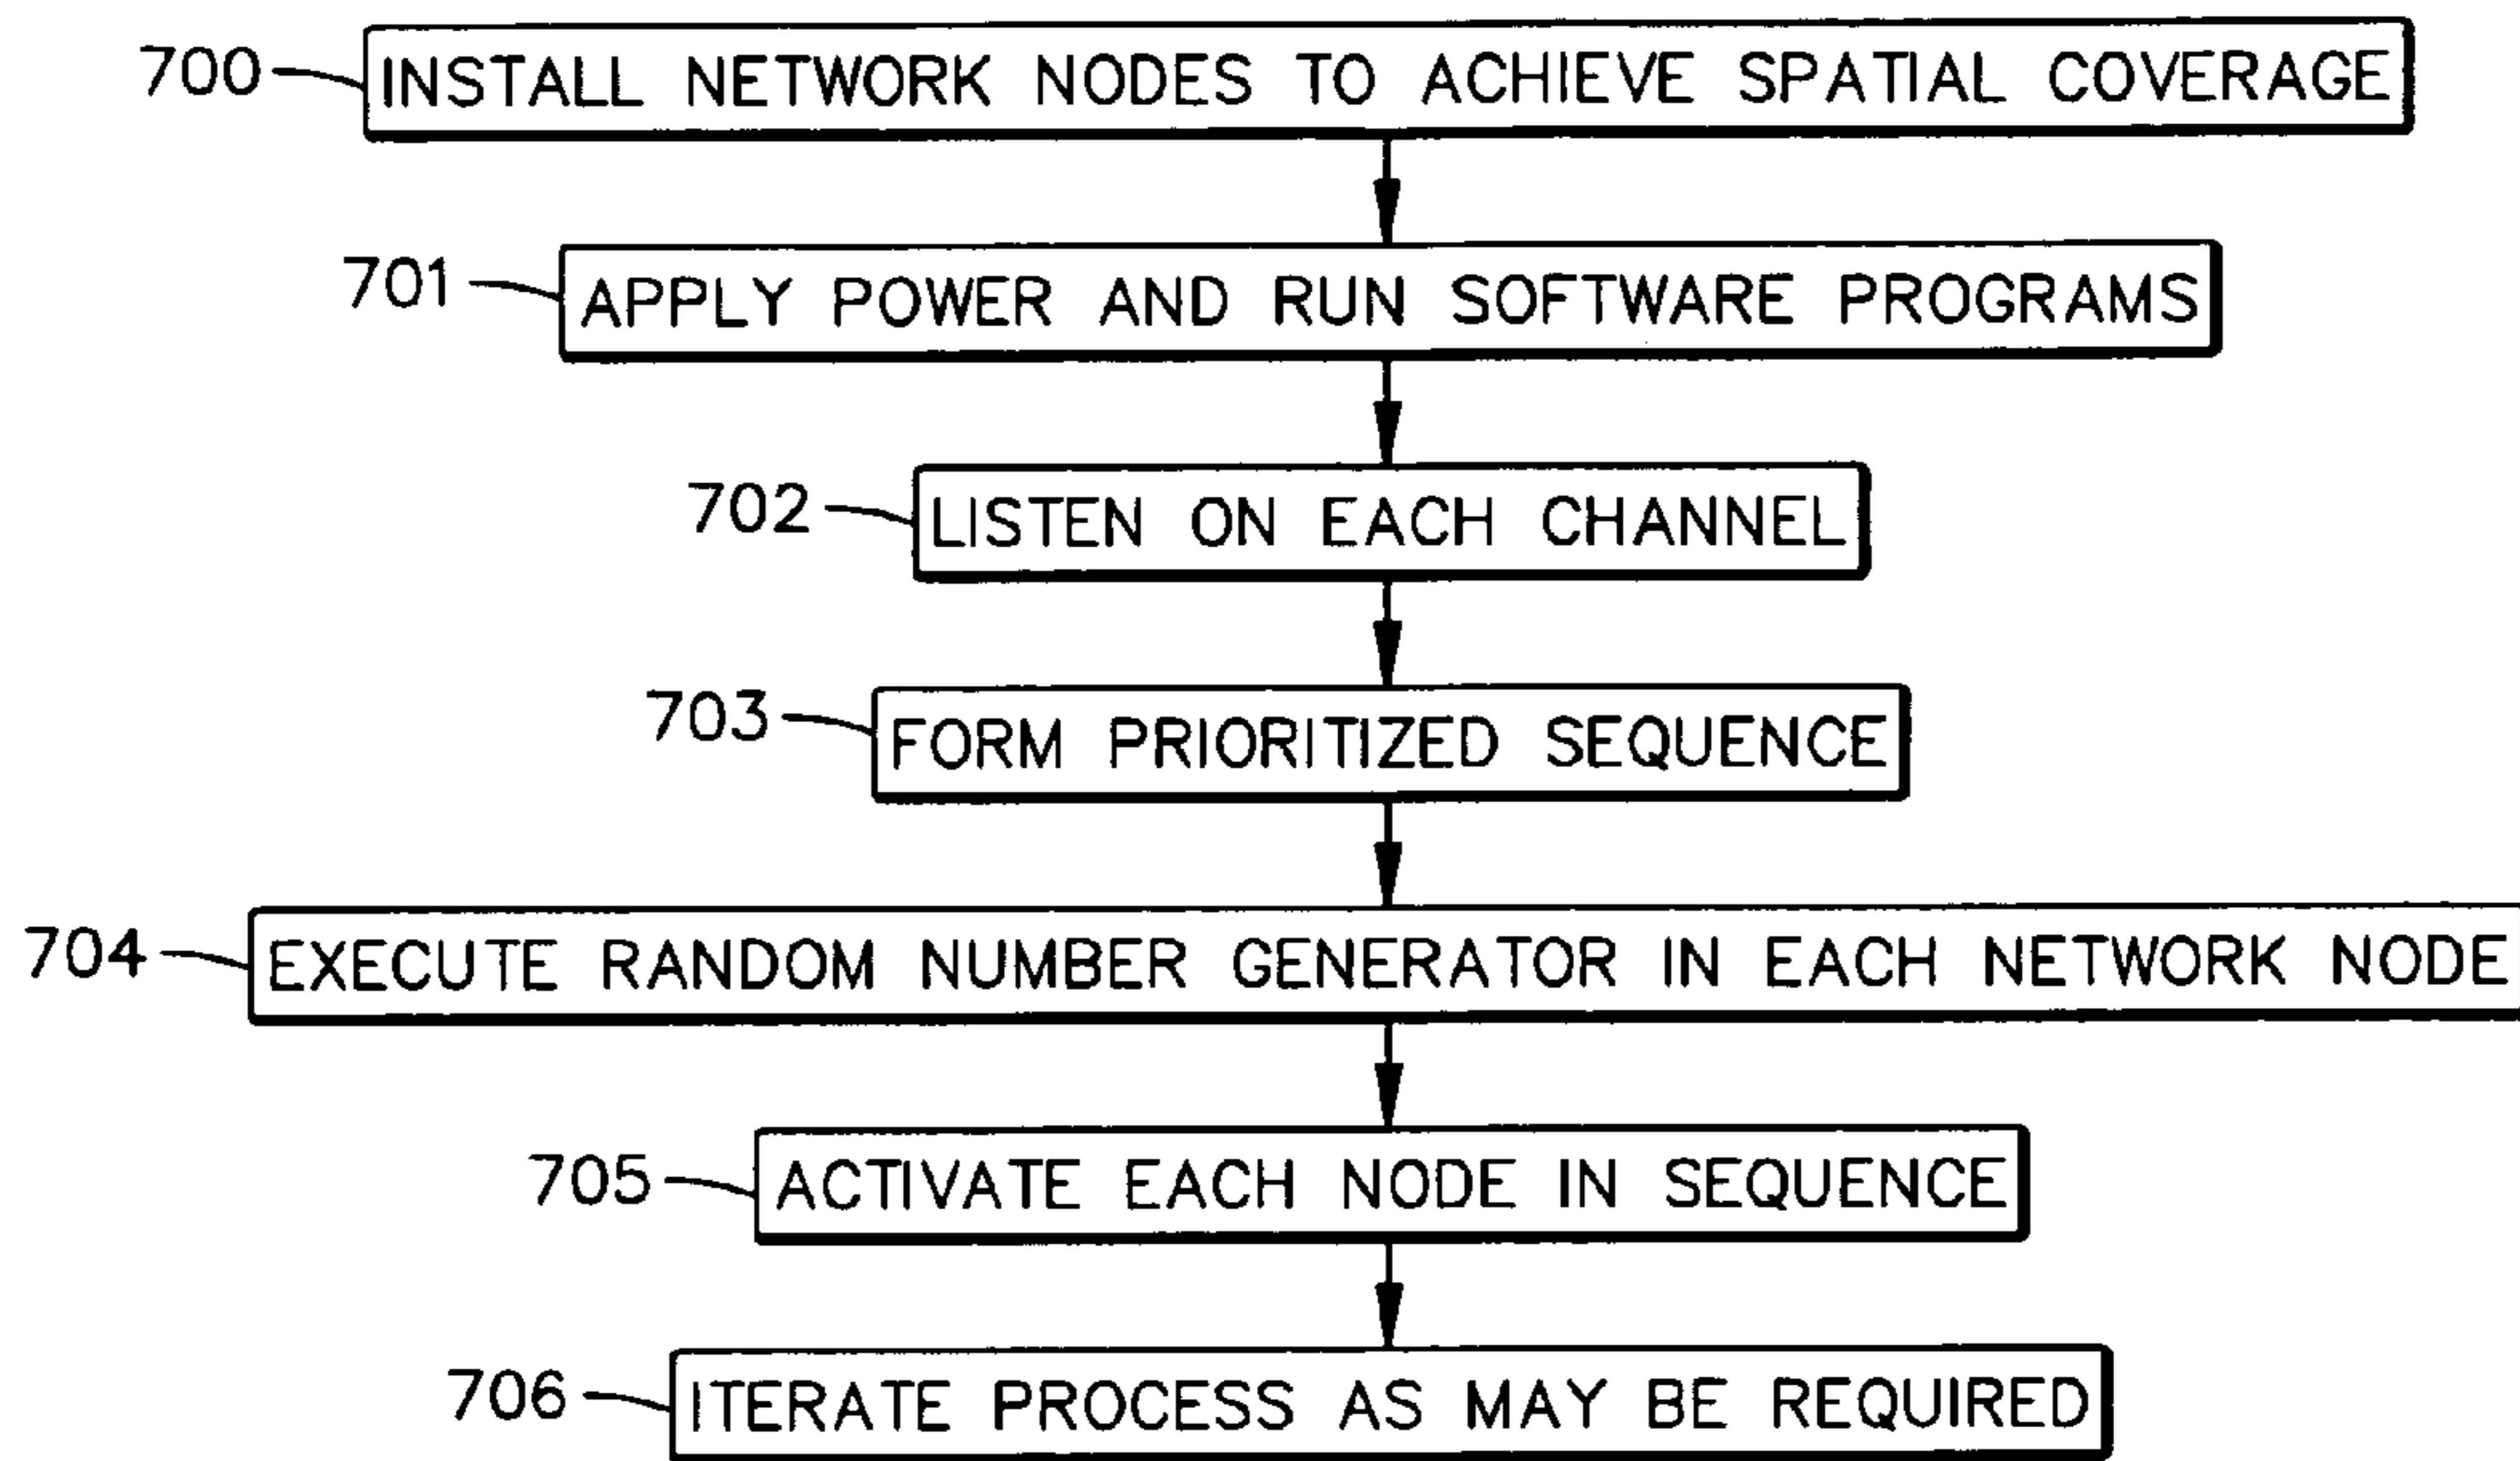 700 INSTALL NETWORK NODES TO ACHIEVE SPATIAL COVERAGE
701 APPLY POWER AND RUN SOFTWARE PROGRAMS
702 LISTEN ON EACH CHANNEL
703 FORM PRIORITIZED SEQUENCE
704 EXECUTE RANDOM NUMBER GENERATOR IN EACH NETWORK NODE
705 ACTIVATE EACH NODE IN SEQUENCE
706 ITERATE PROCESS AS MAY BE REQUIRED